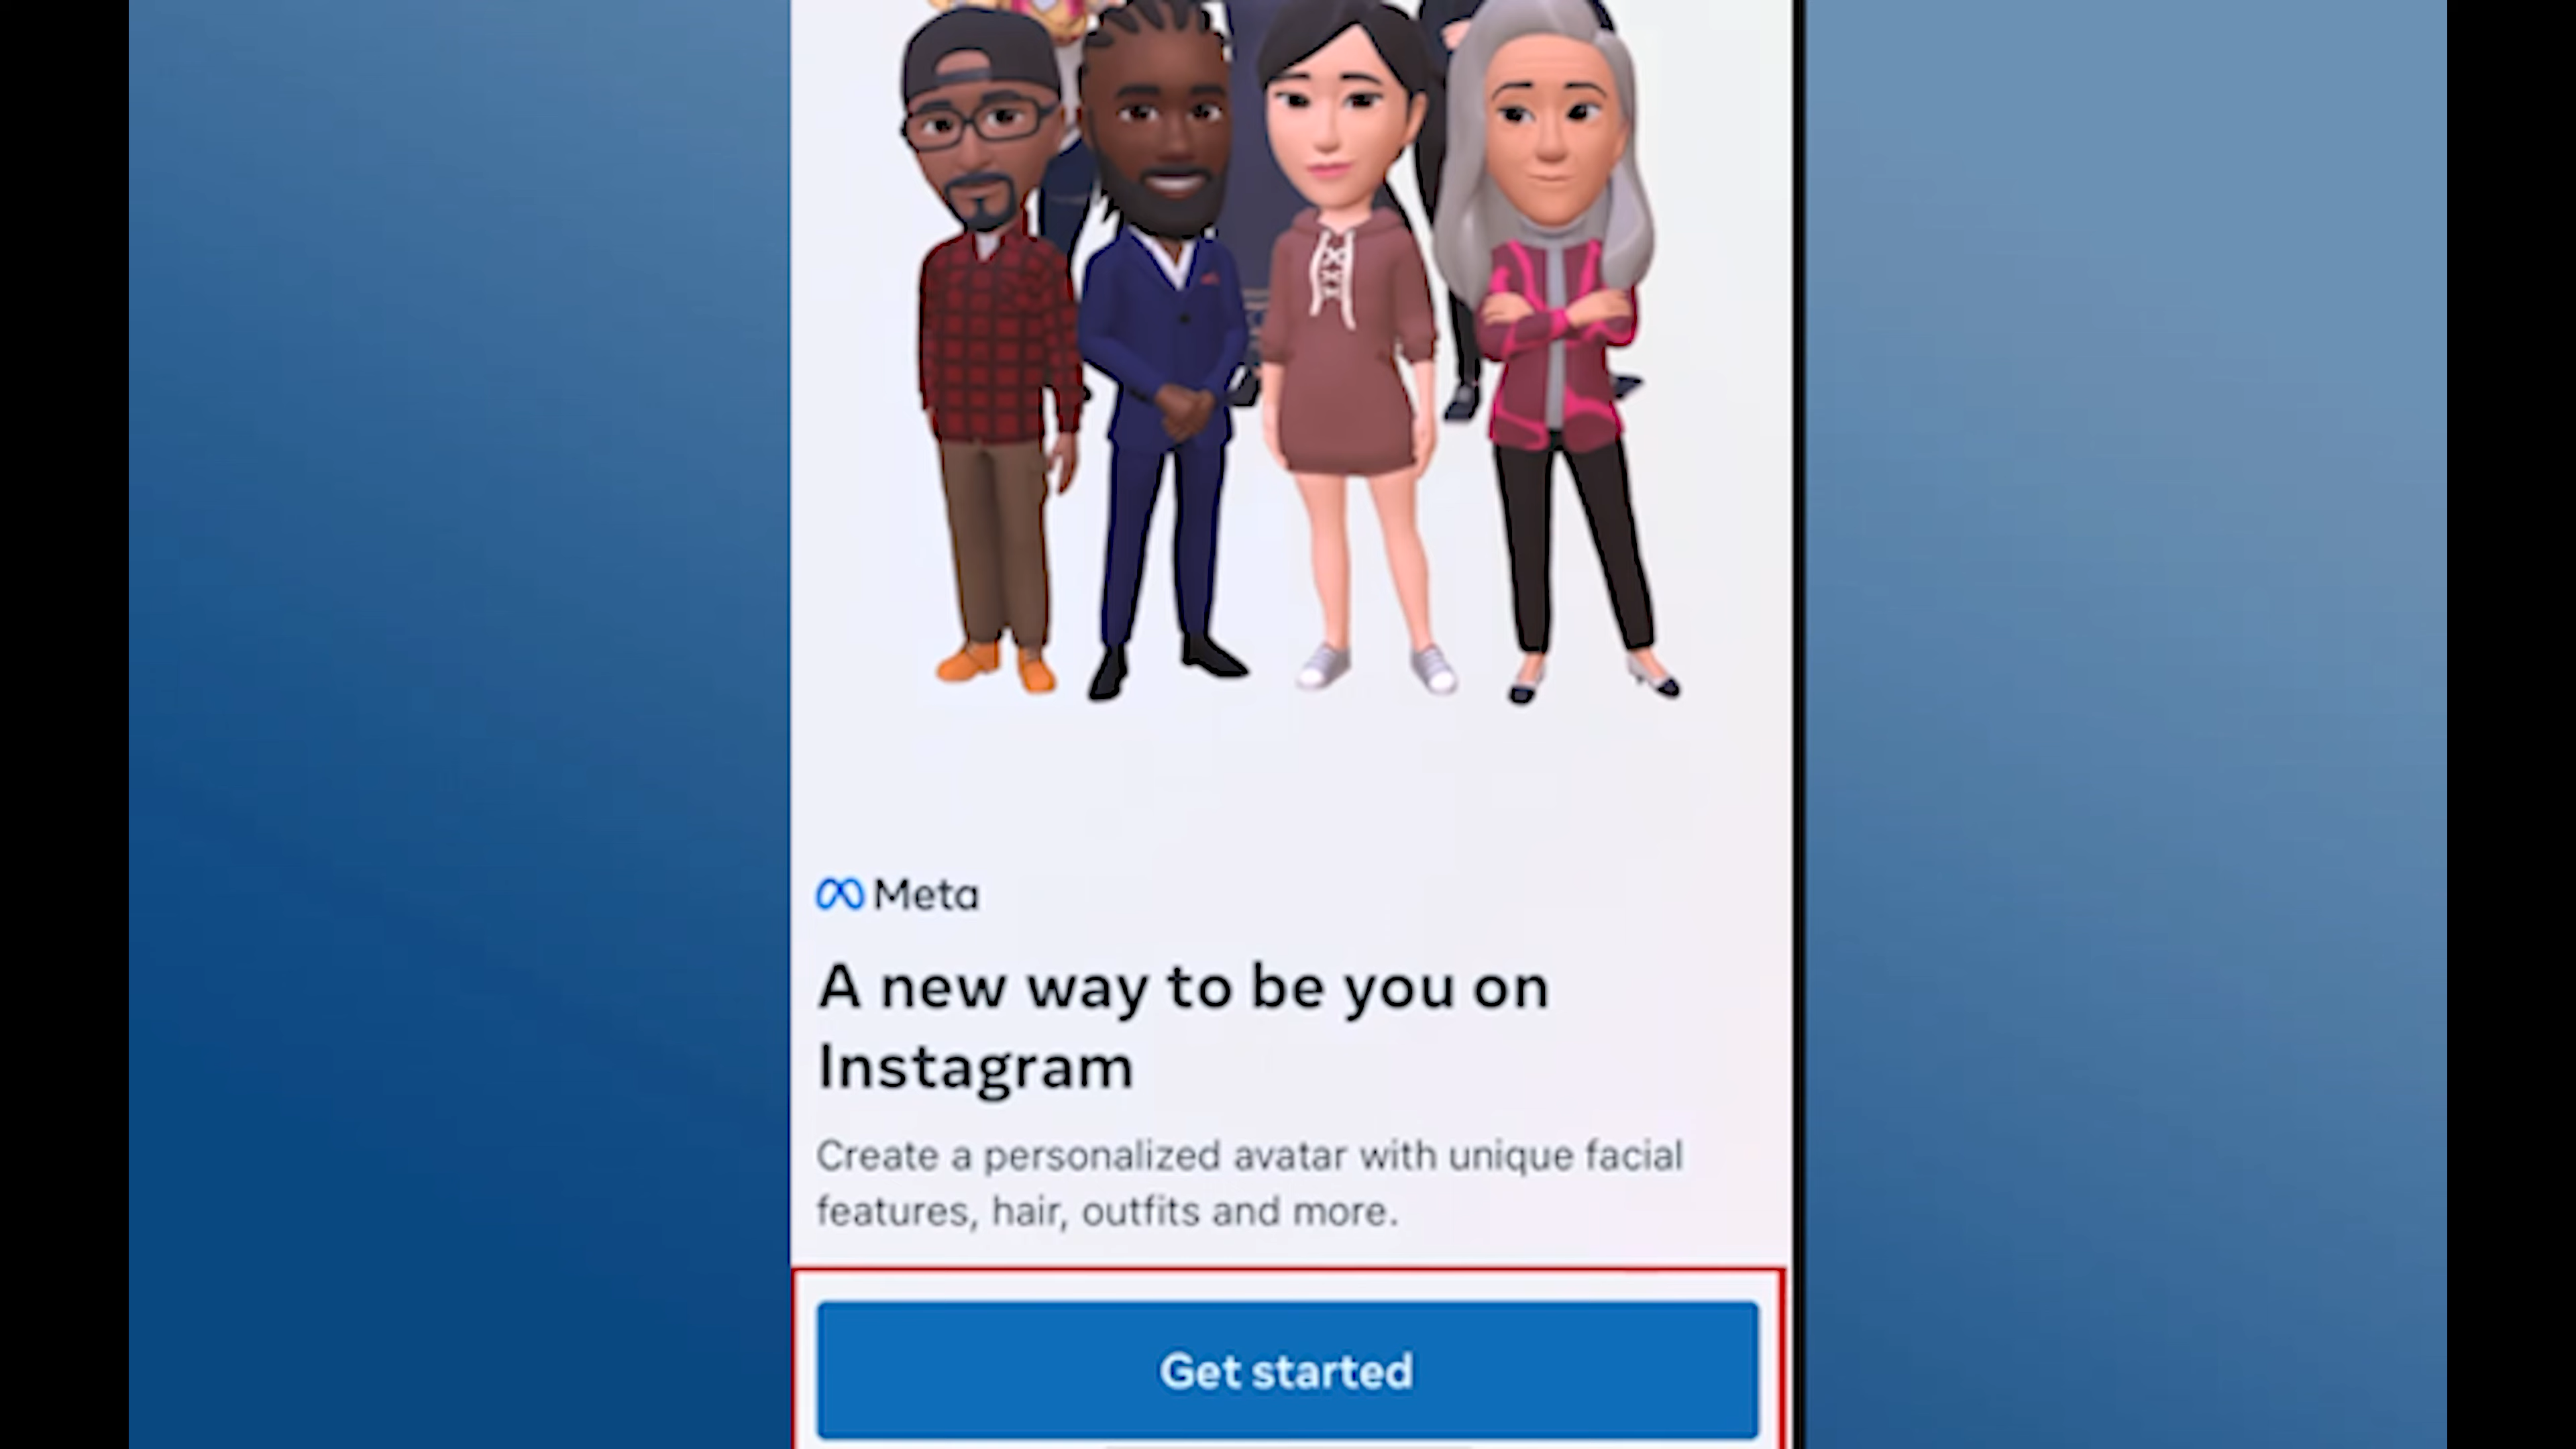 Meta
A new way to be you on
Instagram
Create a personalized avatar with unique facial
features, hair, outfits and more.
Get started